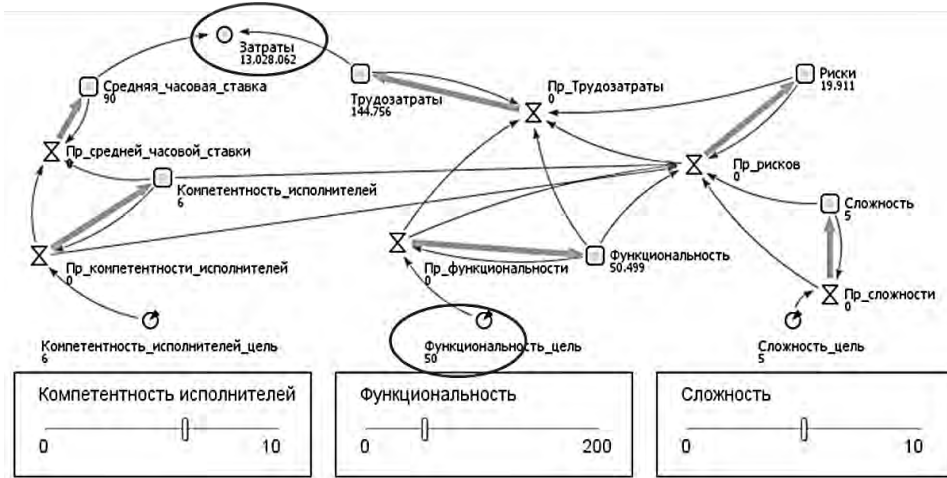 Затраты
13.028.062
Средняя_часовая_ставка
90
Трудозатраты
144.756
Пр_Трудозатраты
0
Риски
19.911
Пр_средней_часовой_ставки
0
Компетентность_исполнителей
6
Пр_рисков
0
Сложность
5
Пр_компетентности_исполнителей
0
Пр_функциональности
0
Функциональность
50.499
Пр_сложности
0
Компетентность_исполнителей_цель
6
Функциональность_цель
50
Сложность_цель
5
Компетентность исполнителей
0 10
Функциональность
0 200
Сложность
0 10